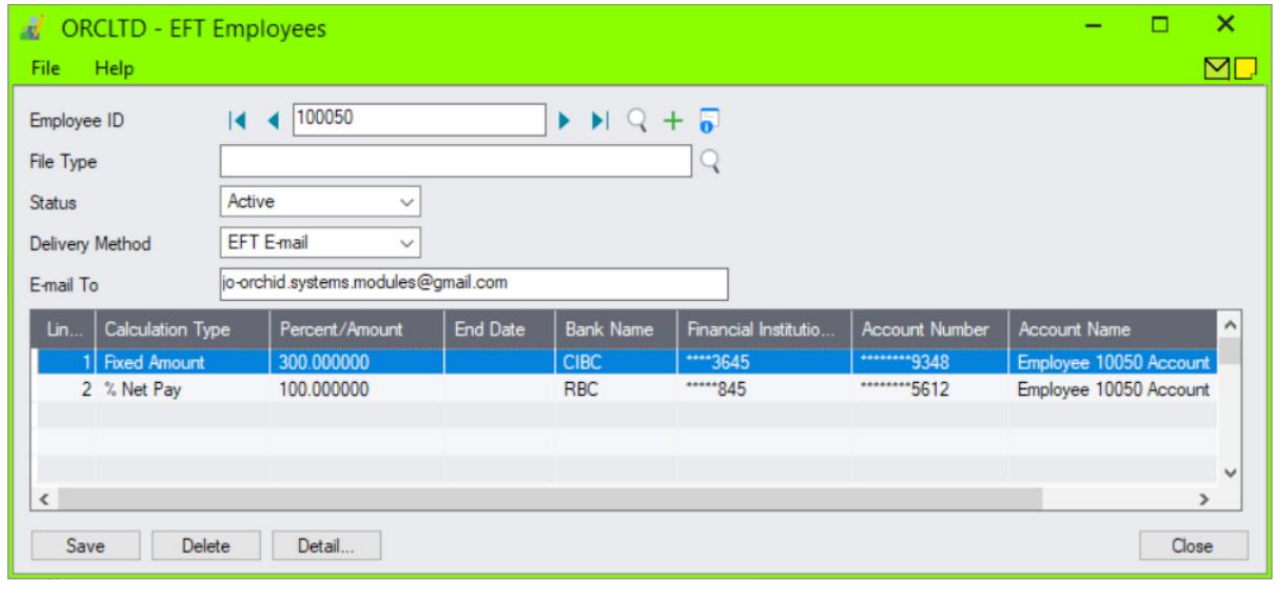 ORCLTD - EFT Employees
File Help
Employee ID 100050
File Type
Status Active
Delivery Method EFT E-mail
E-mail To jo-orchid.systems.modules@gmail.com
Lin... Calculation Type Percent/Amount End Date Bank Name Financial Institutio... Account Number Account Name
1 Fixed Amount 300.000000 CIBC ****3645 ********9348 Employee 10050 Account
2 % Net Pay 100.000000 RBC *****845 ********5612 Employee 10050 Account
Save Delete Detail... Close